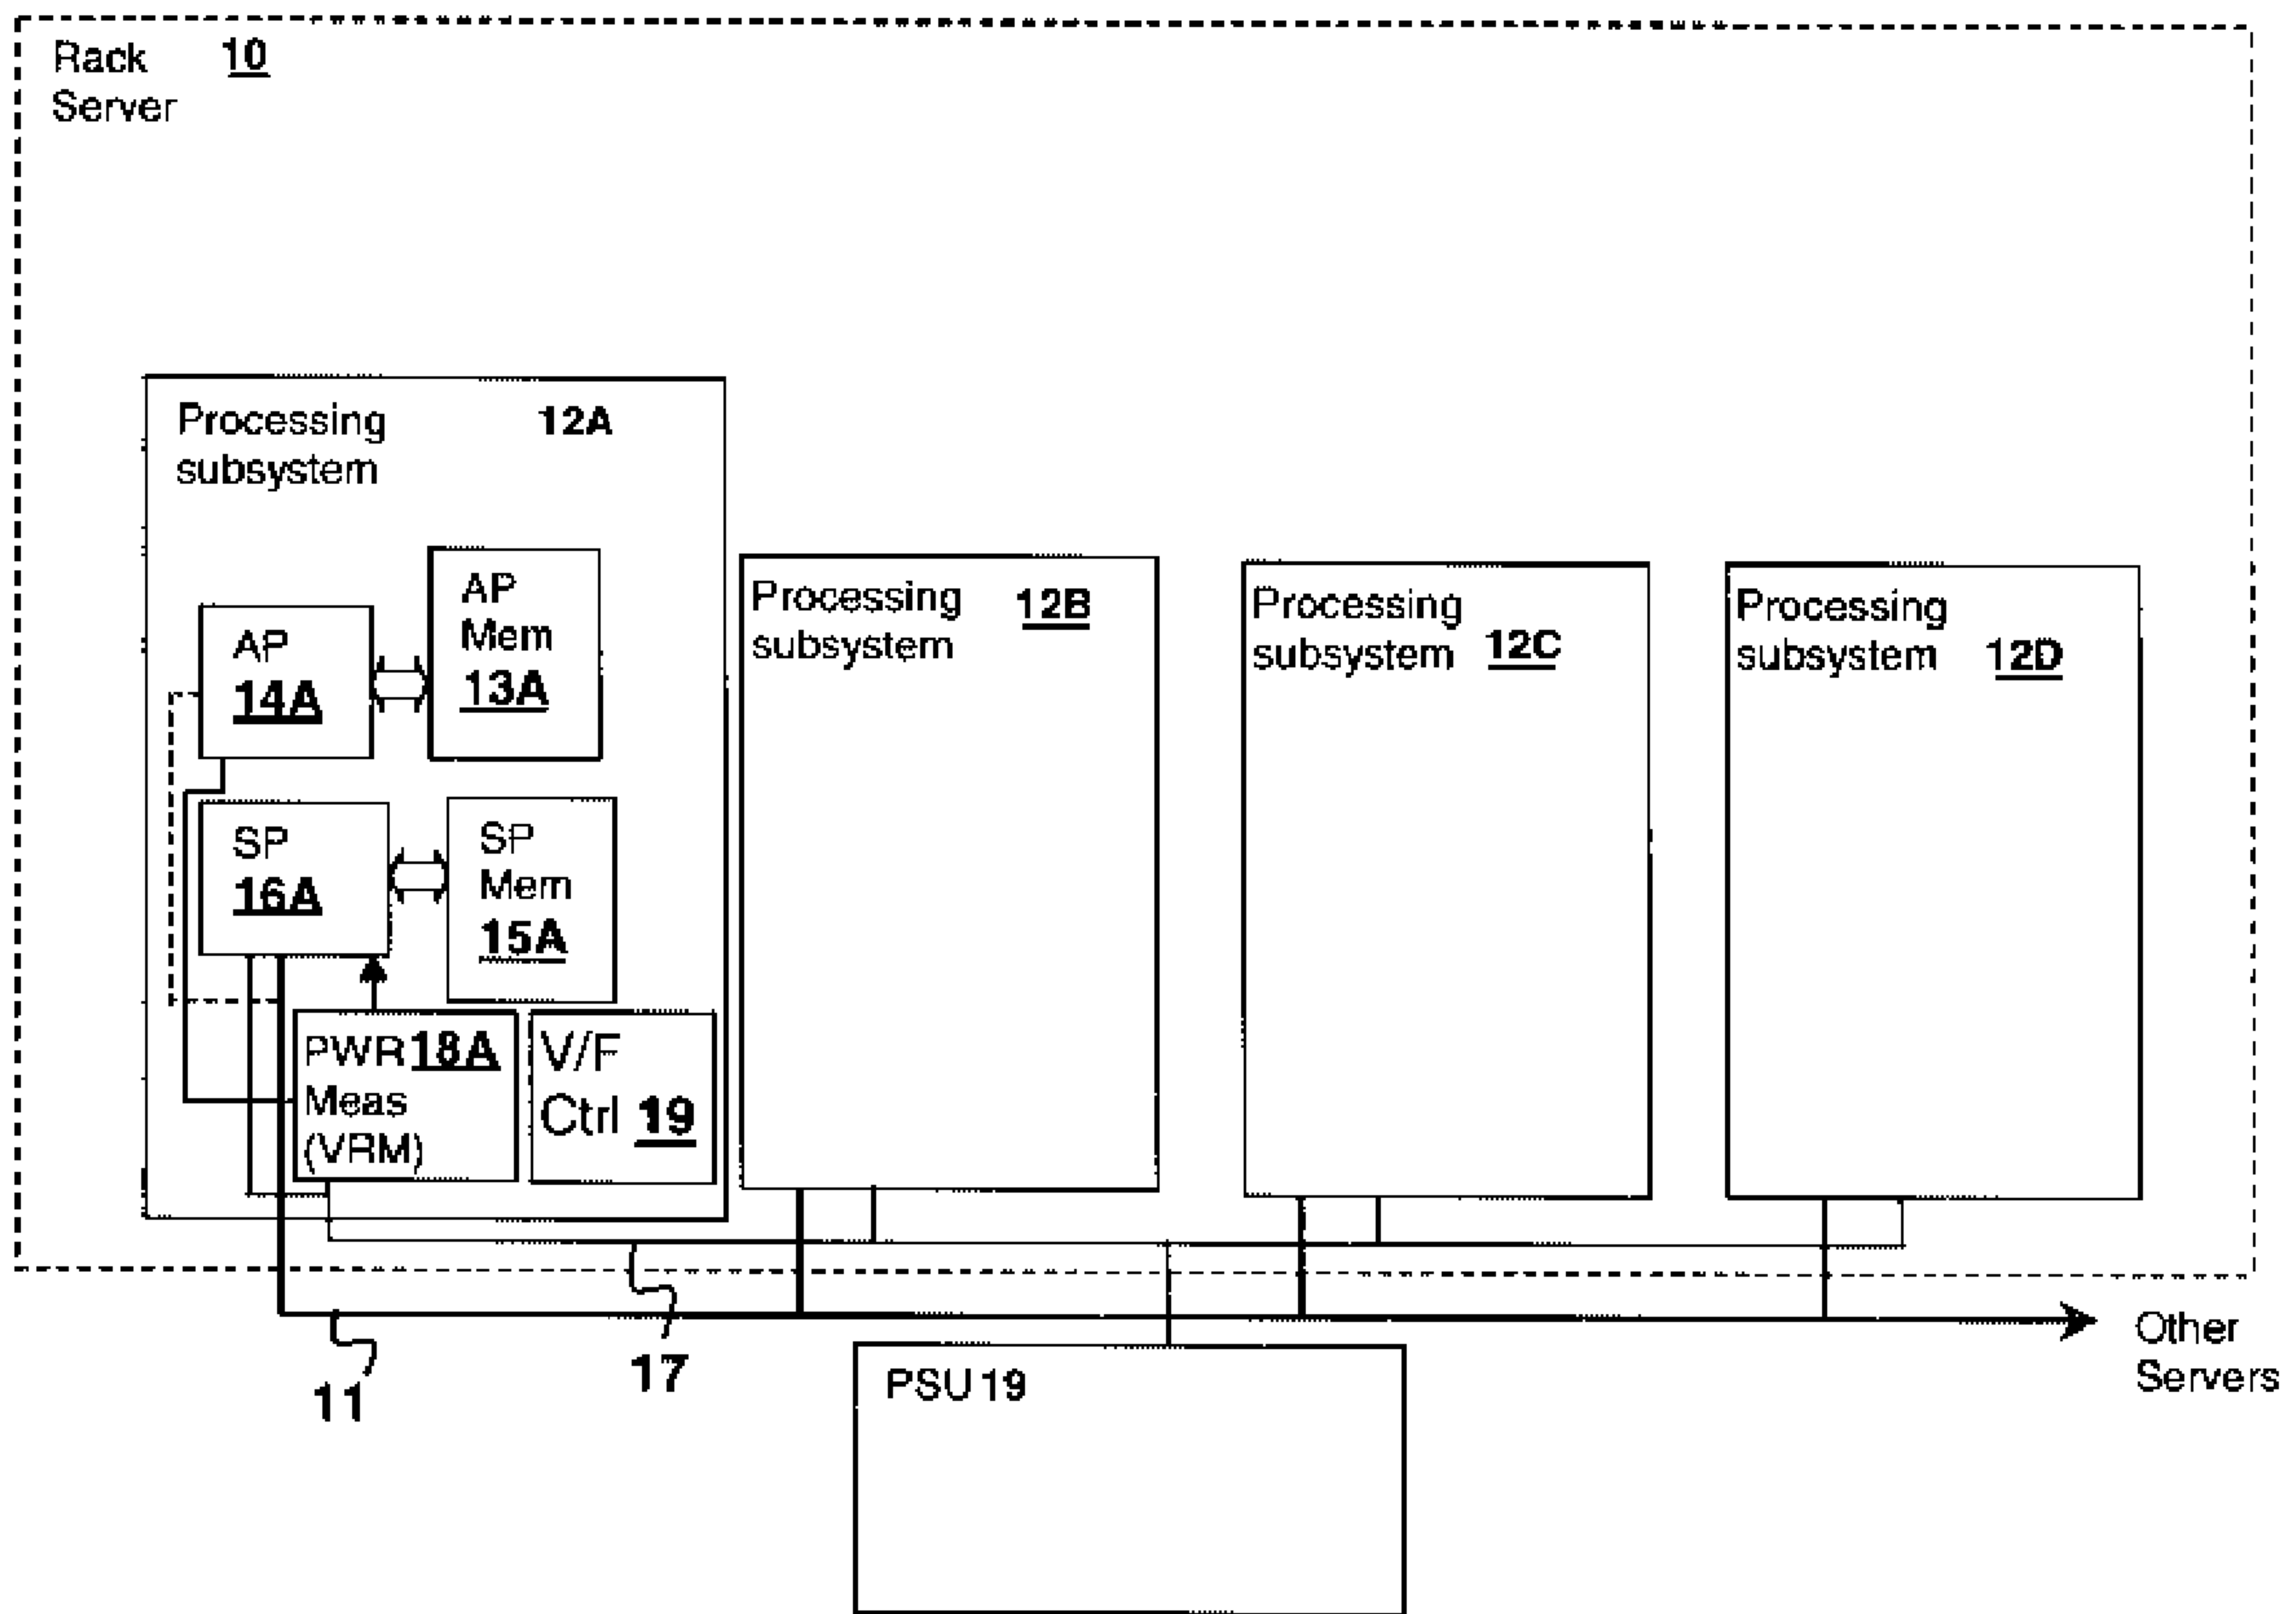 Rack 10
Server
Processing 12A
subsystem
AP
14A
AP
Mem
13A
SP
16A
SP
Mem
15A
PWR 18A
Meas
(VRM)
V/F
Ctrl 19
Processing 12B
subsystem
Processing
subsystem 12C
Processing
subsystem 12D
11
17
PSU 19
Other
Servers